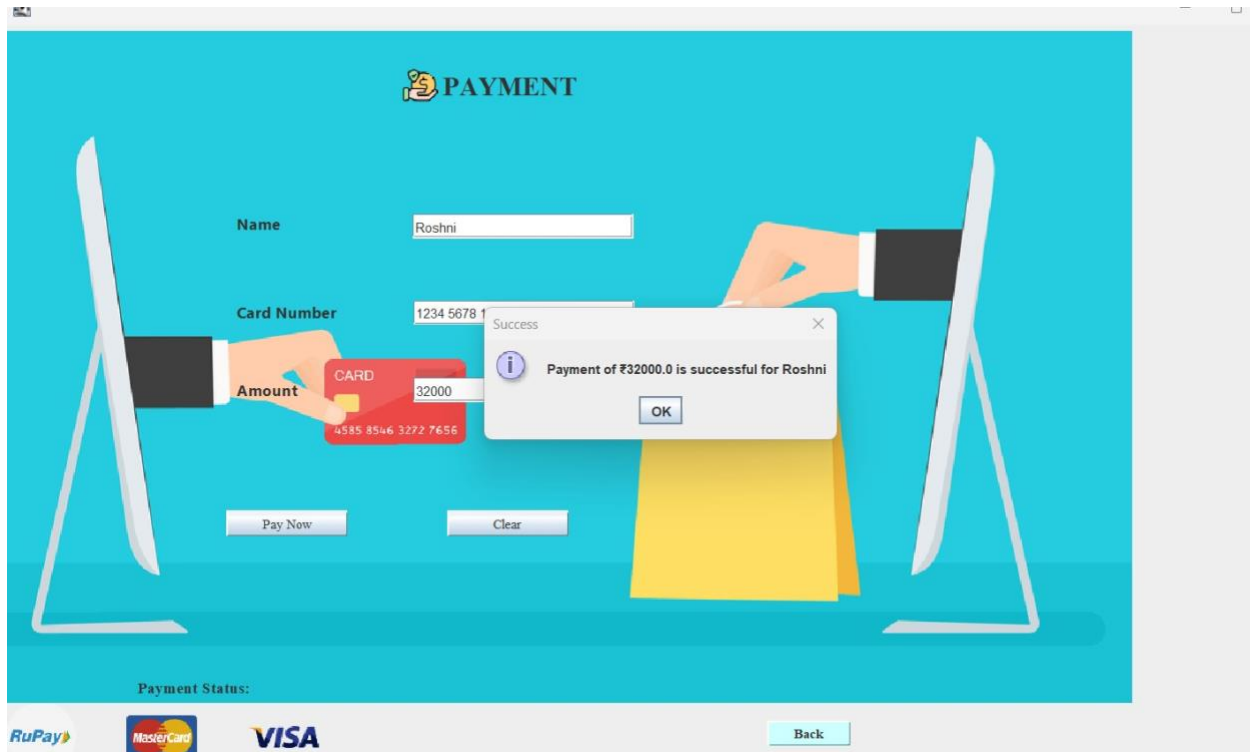 PAYMENT
Name
Roshni
Card Number
1234 5678 1
Success
Payment of ₹32000.0 is successful for Roshni
OK
CARD
Amount
32000
4585 8546 3272 7656
Pay Now
Clear
Payment Status:
RuPay
MasterCard
VISA
Back